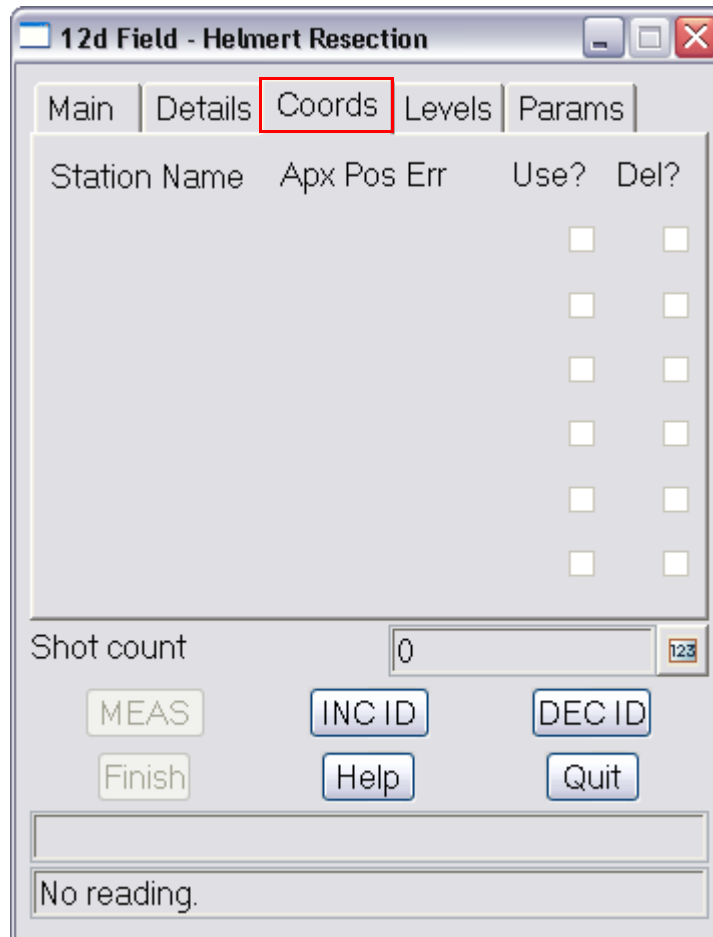 12d Field - Helmert Resection
Main Details Coords Levels Params
Station Name Apx Pos Err Use? Del?
Shot count 0 123
MEAS INC ID DEC ID
Finish Help Quit
No reading.